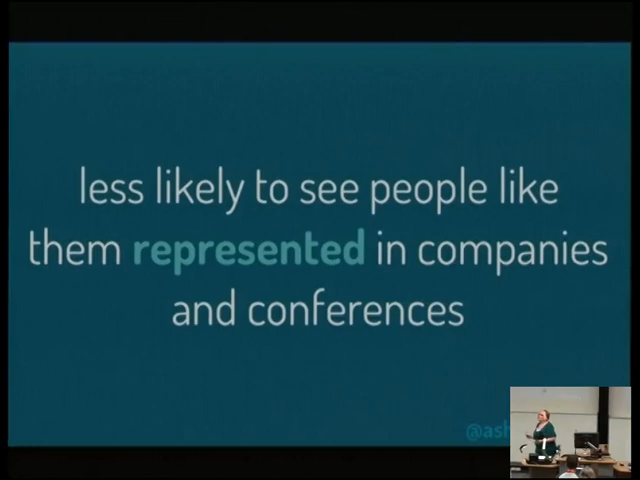 less likely to see people like
them represented in companies
and conferences